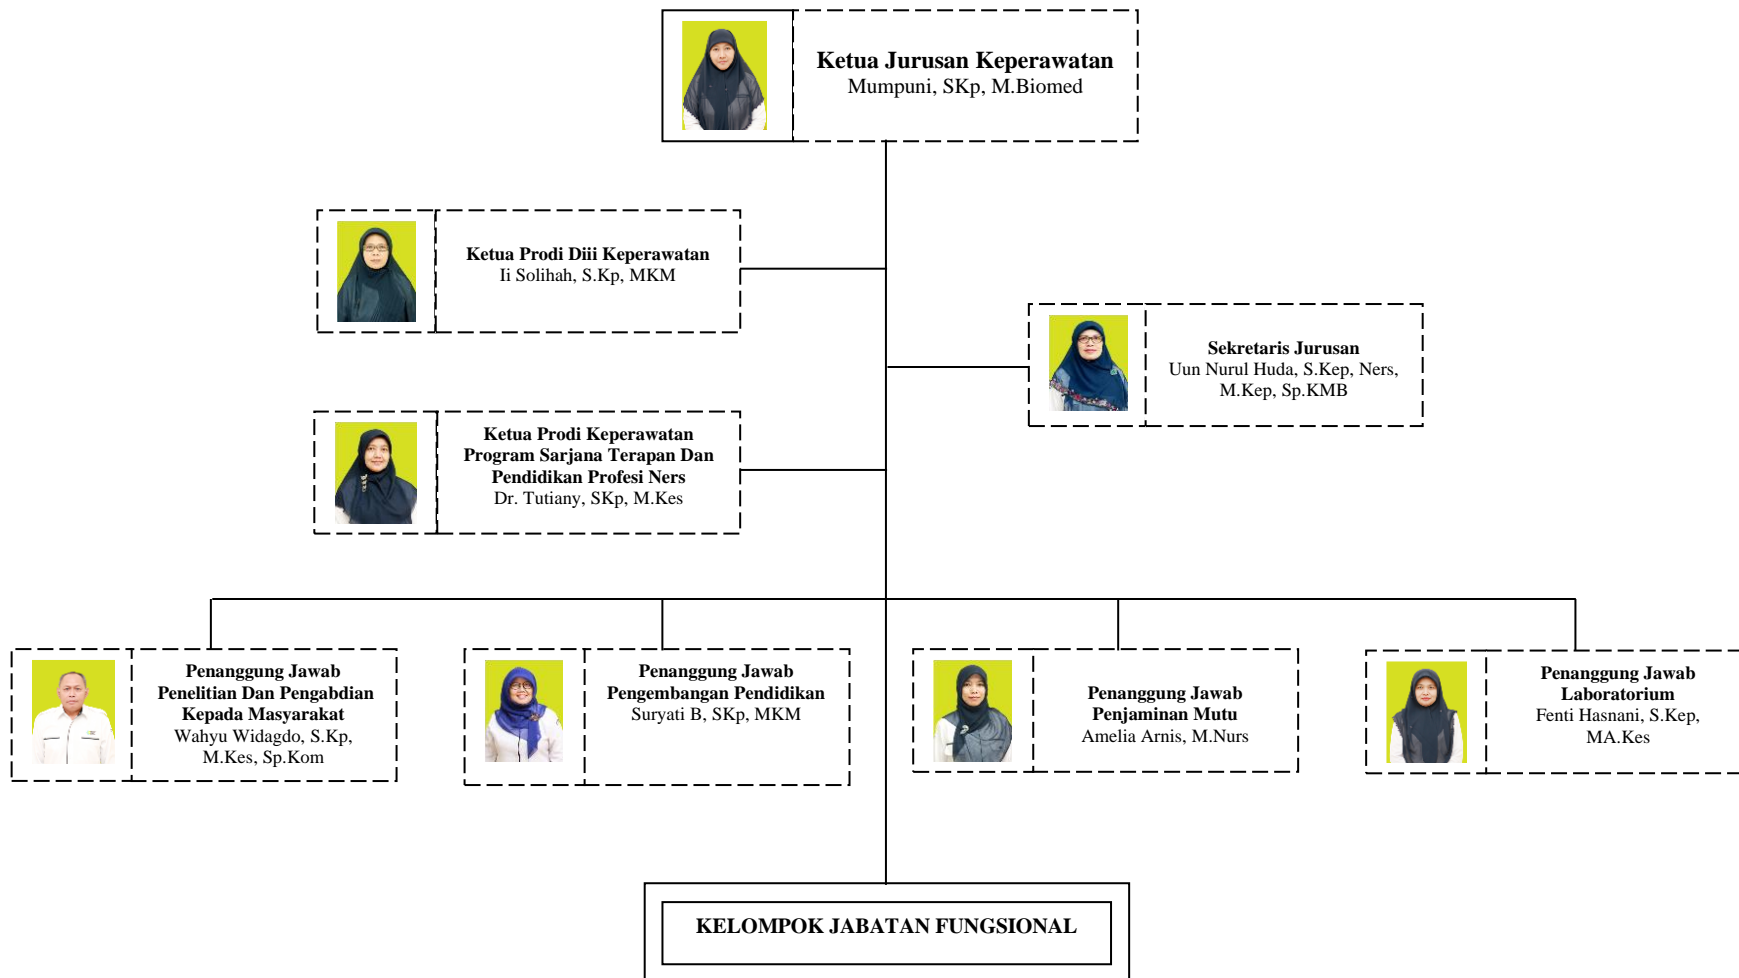 Ketua Jurusan Keperawatan
Mumpuni, SKp, M.Biomed
Ketua Prodi Diii Keperawatan
Ii Solihah, S.Kp, MKM
Sekretaris Jurusan
Uun Nurul Huda, S.Kep, Ners,
M.Kep, Sp.KMB
Ketua Prodi Keperawatan
Program Sarjana Terapan Dan
Pendidikan Profesi Ners
Dr. Tutiany, SKp, M.Kes
Penanggung Jawab
Penelitian Dan Pengabdian
Kepada Masyarakat
Wahyu Widagdo, S.Kp,
M.Kes, Sp.Kom
Penanggung Jawab
Pengembangan Pendidikan
Suryati B, SKp, MKM
Penanggung Jawab
Penjaminan Mutu
Amelia Arnis, M.Nurs
Penanggung Jawab
Laboratorium
Fenti Hasnani, S.Kep,
MA.Kes
KELOMPOK JABATAN FUNGSIONAL